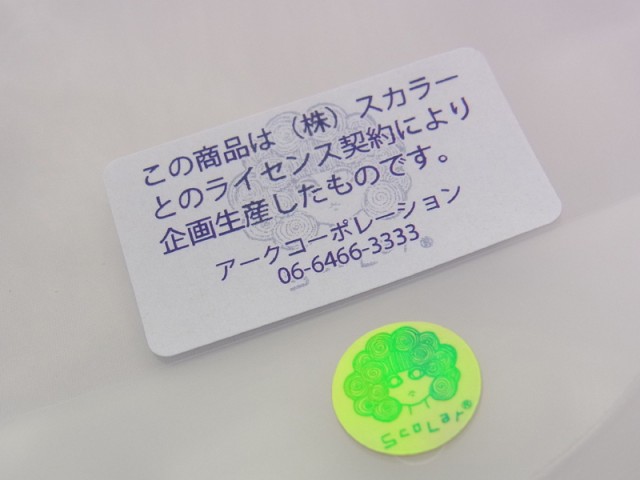 この商品は（株）スカラー
とのライセンス契約により
企画生産したものです。
アークコーポレーション
06-6466-3333
ScoLar®